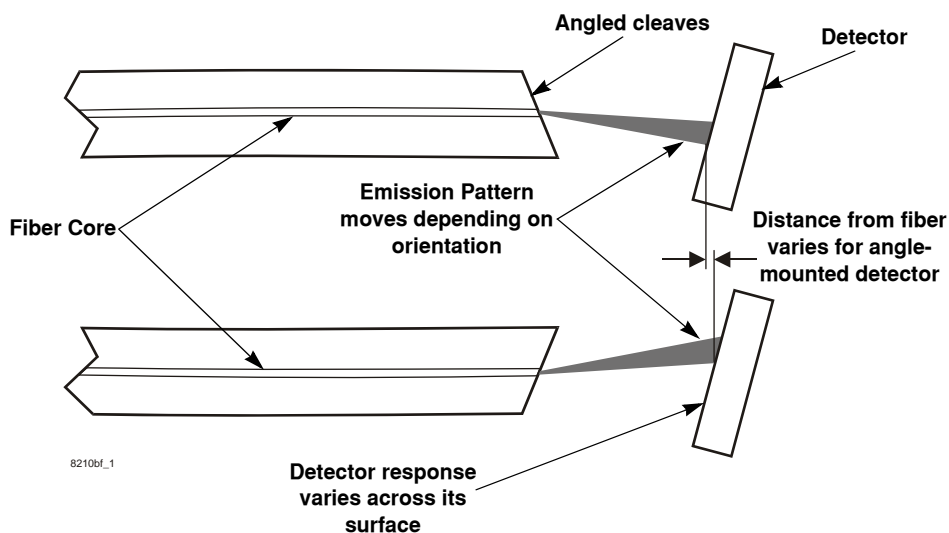 Angled cleaves
Detector
Emission Pattern
moves depending on
orientation
Fiber Core
Distance from fiber
varies for angle-
mounted detector
8210bf_1
Detector response
varies across its
surface